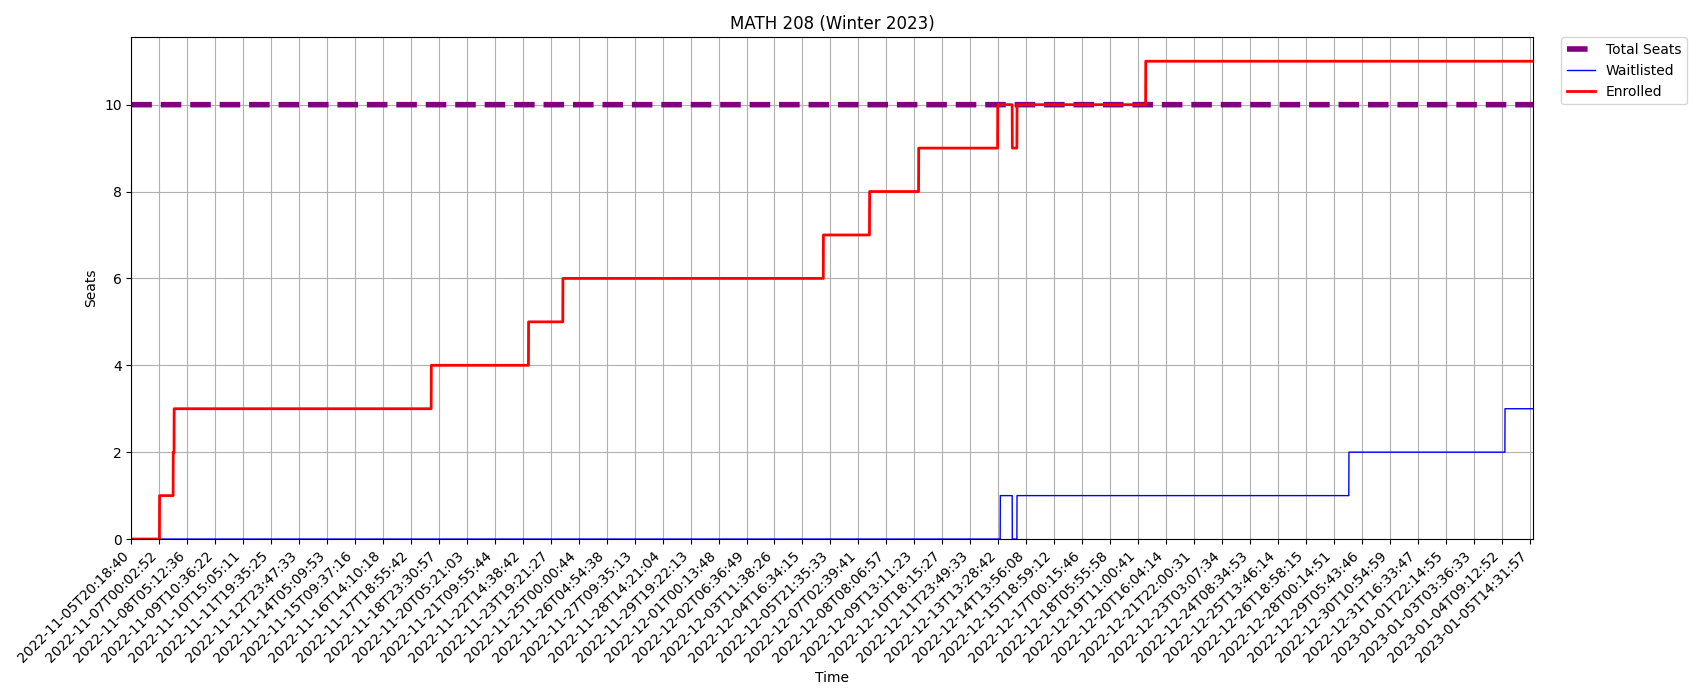 MATH 208 (Winter 2023)
Total Seats
Waitlisted
Enrolled
Seats
10
8
6
4
2
0
2022-11-05T20:18:40
2022-11-07T00:02:52
2022-11-08T05:12:36
2022-11-09T10:36:22
2022-11-10T15:05:11
2022-11-11T19:35:25
2022-11-12T23:47:33
2022-11-14T05:09:53
2022-11-15T09:37:16
2022-11-16T14:10:18
2022-11-17T18:55:42
2022-11-18T23:30:57
2022-11-20T05:21:03
2022-11-21T09:55:44
2022-11-22T14:38:42
2022-11-23T19:21:27
2022-11-25T00:00:44
2022-11-26T04:54:38
2022-11-27T09:35:13
2022-11-28T14:21:04
2022-11-29T19:22:13
2022-12-01T00:13:48
2022-12-02T06:36:49
2022-12-03T11:38:26
2022-12-04T16:34:15
2022-12-05T21:35:33
2022-12-07T02:39:41
2022-12-08T08:06:57
2022-12-09T13:11:23
2022-12-10T18:15:27
2022-12-11T23:49:33
2022-12-13T13:28:42
2022-12-14T13:56:08
2022-12-15T18:59:12
2022-12-17T00:15:46
2022-12-18T05:55:58
2022-12-19T11:00:41
2022-12-20T16:04:14
2022-12-21T22:00:31
2022-12-23T03:07:34
2022-12-24T08:34:53
2022-12-25T13:46:14
2022-12-26T18:58:15
2022-12-28T00:14:51
2022-12-29T05:43:46
2022-12-30T10:54:59
2022-12-31T16:33:47
2023-01-01T22:14:55
2023-01-03T03:36:33
2023-01-04T09:12:52
2023-01-05T14:31:57
Time